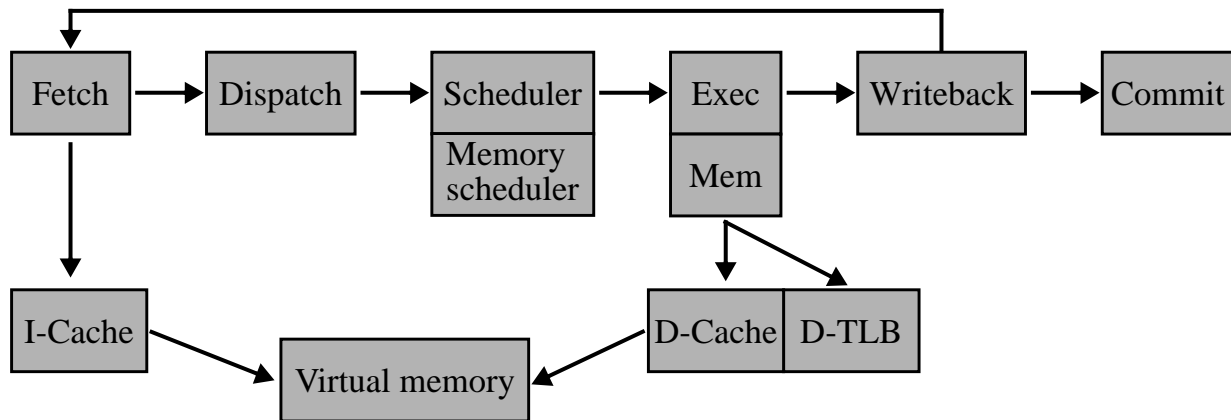 Fetch
Dispatch
Scheduler
Exec
Writeback
Commit
Memory
scheduler
Mem
I-Cache
D-Cache
D-TLB
Virtual memory